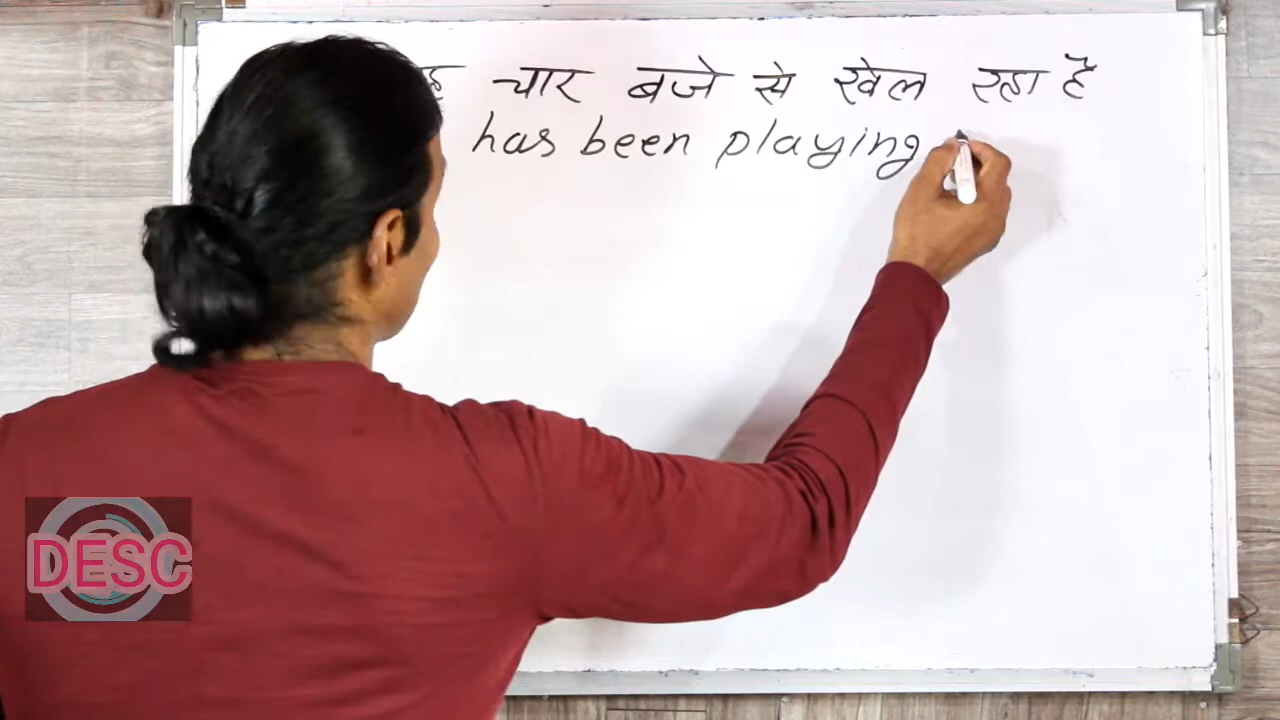 चार बजे से खेल रहा है
has been playing
DESC